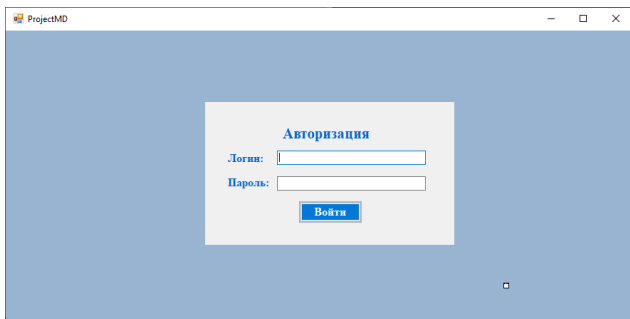 ProjectMD
Авторизация
Логин:
Пароль:
Войти